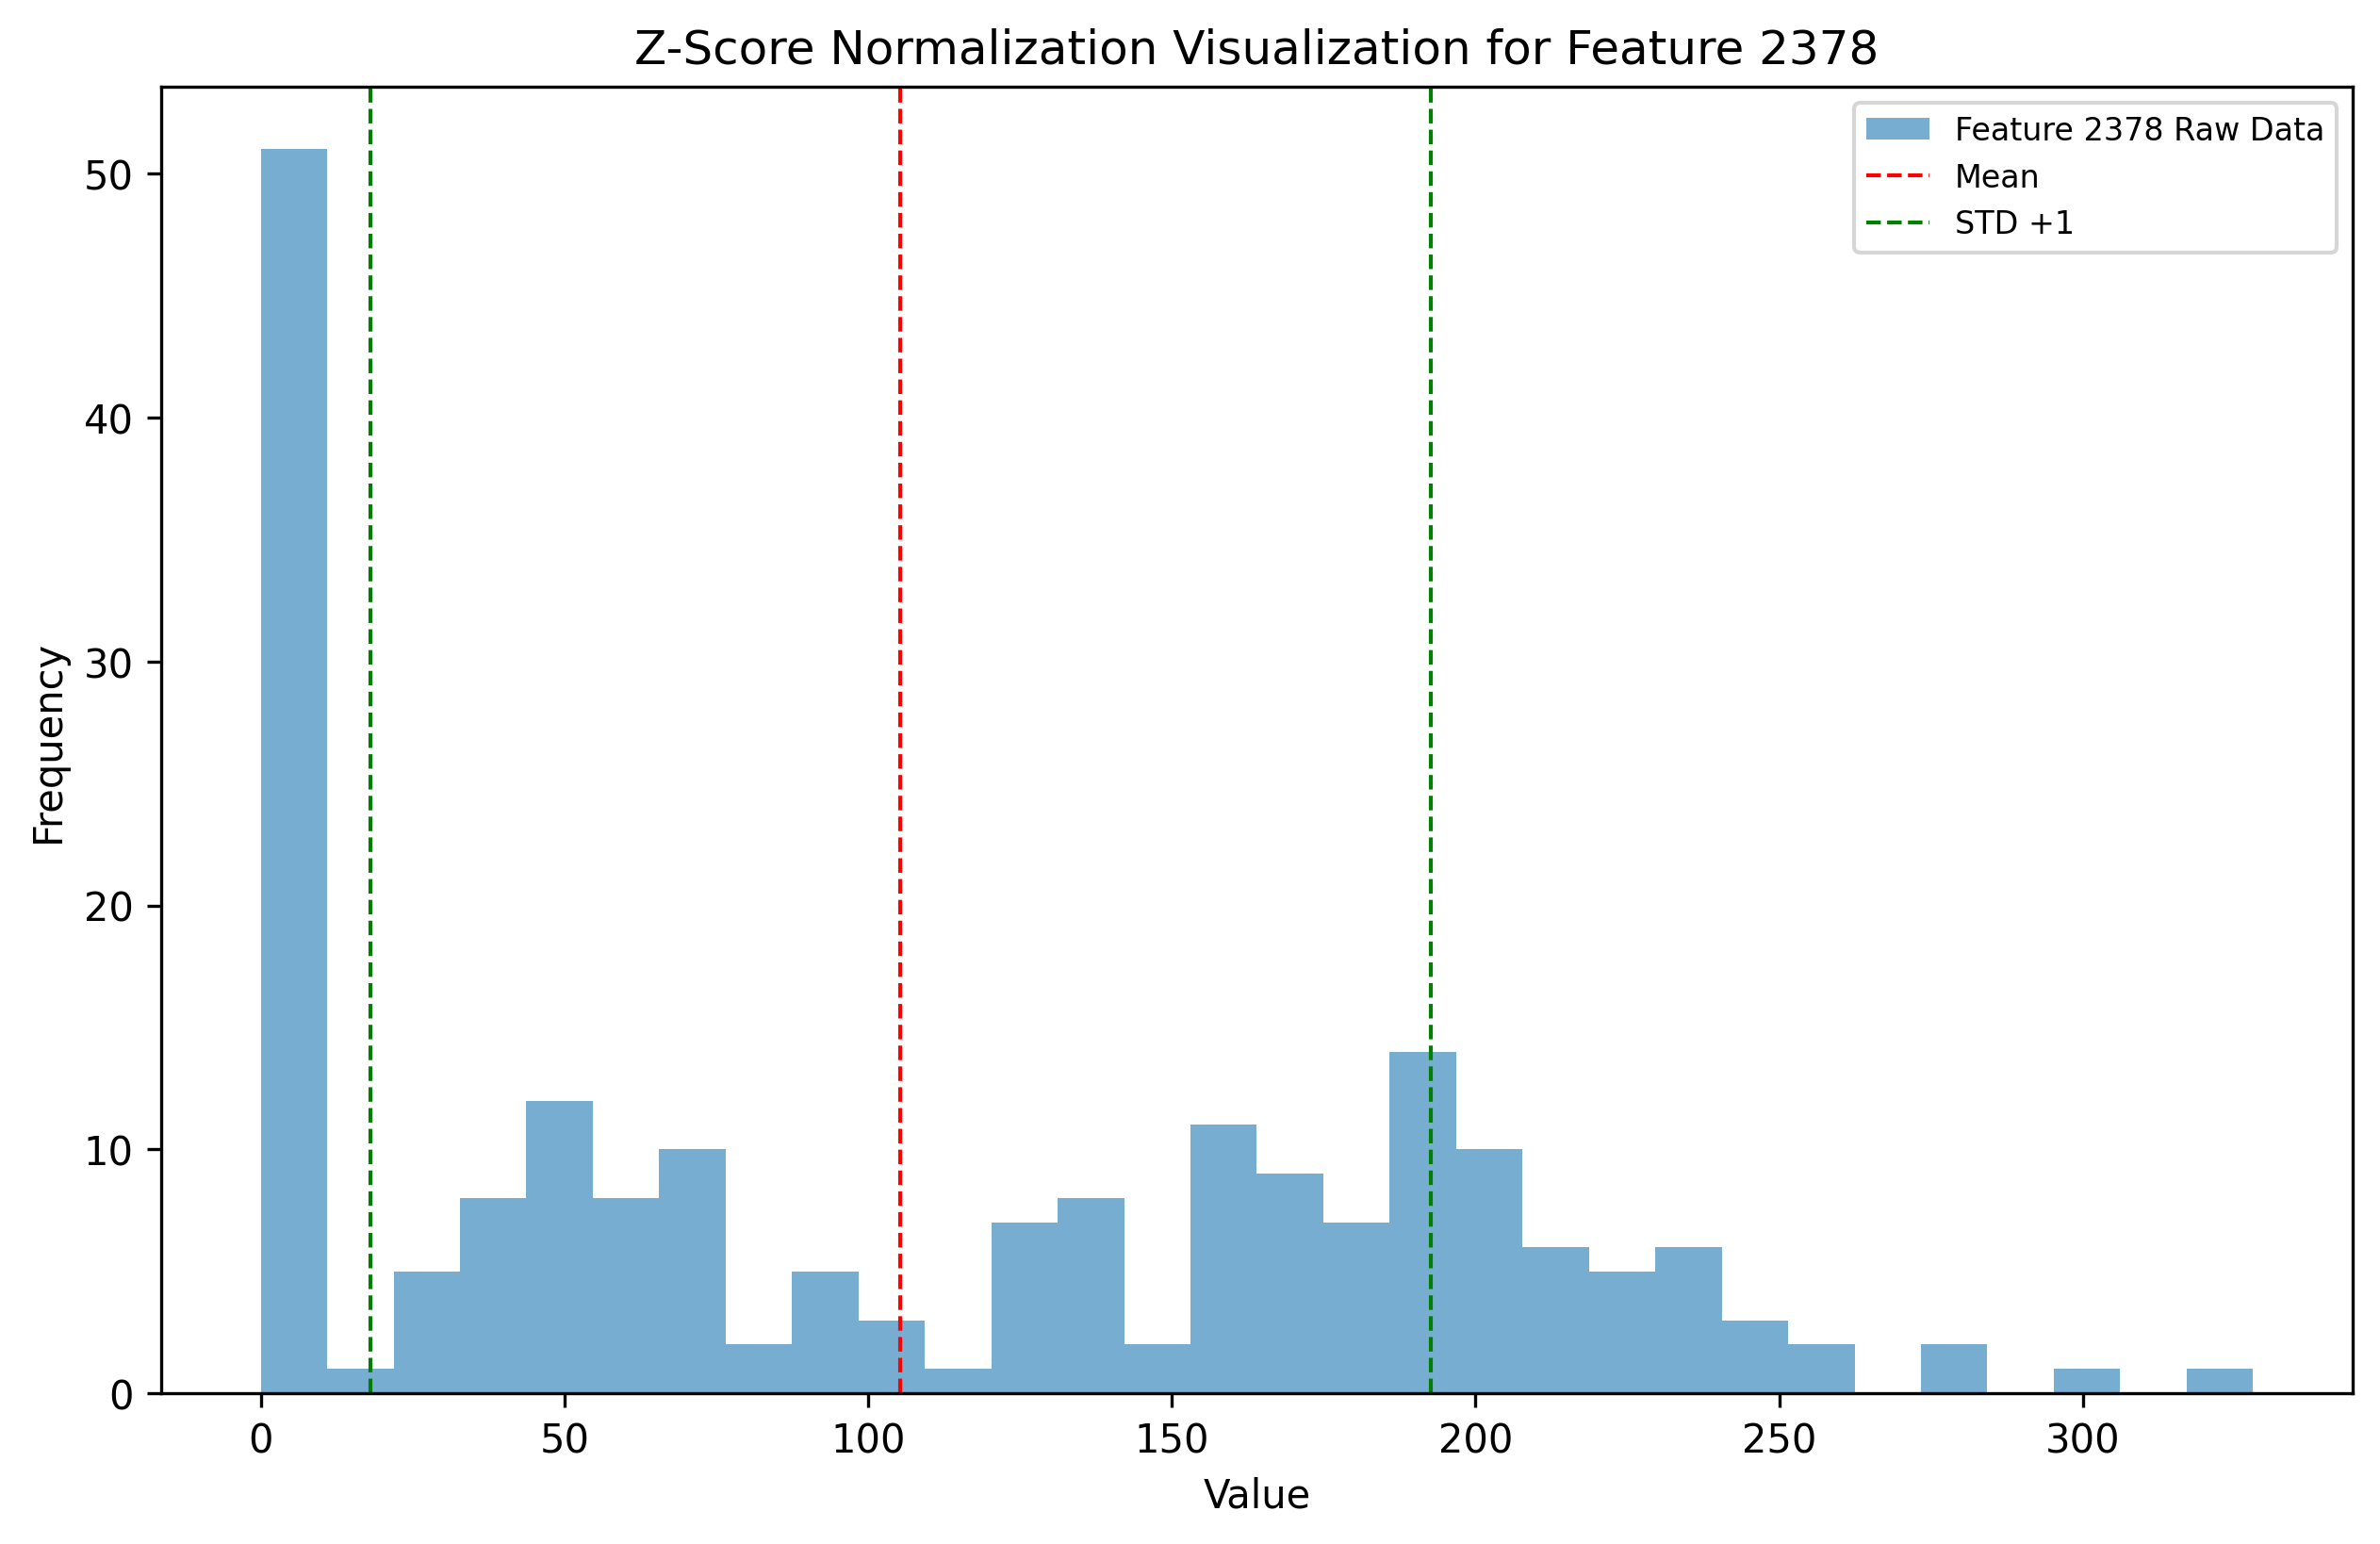 Z-Score Normalization Visualization for Feature 2378
Feature 2378 Raw Data
Mean
STD +1
Frequency
50
40
30
20
10
0
0 50 100 150 200 250 300
Value